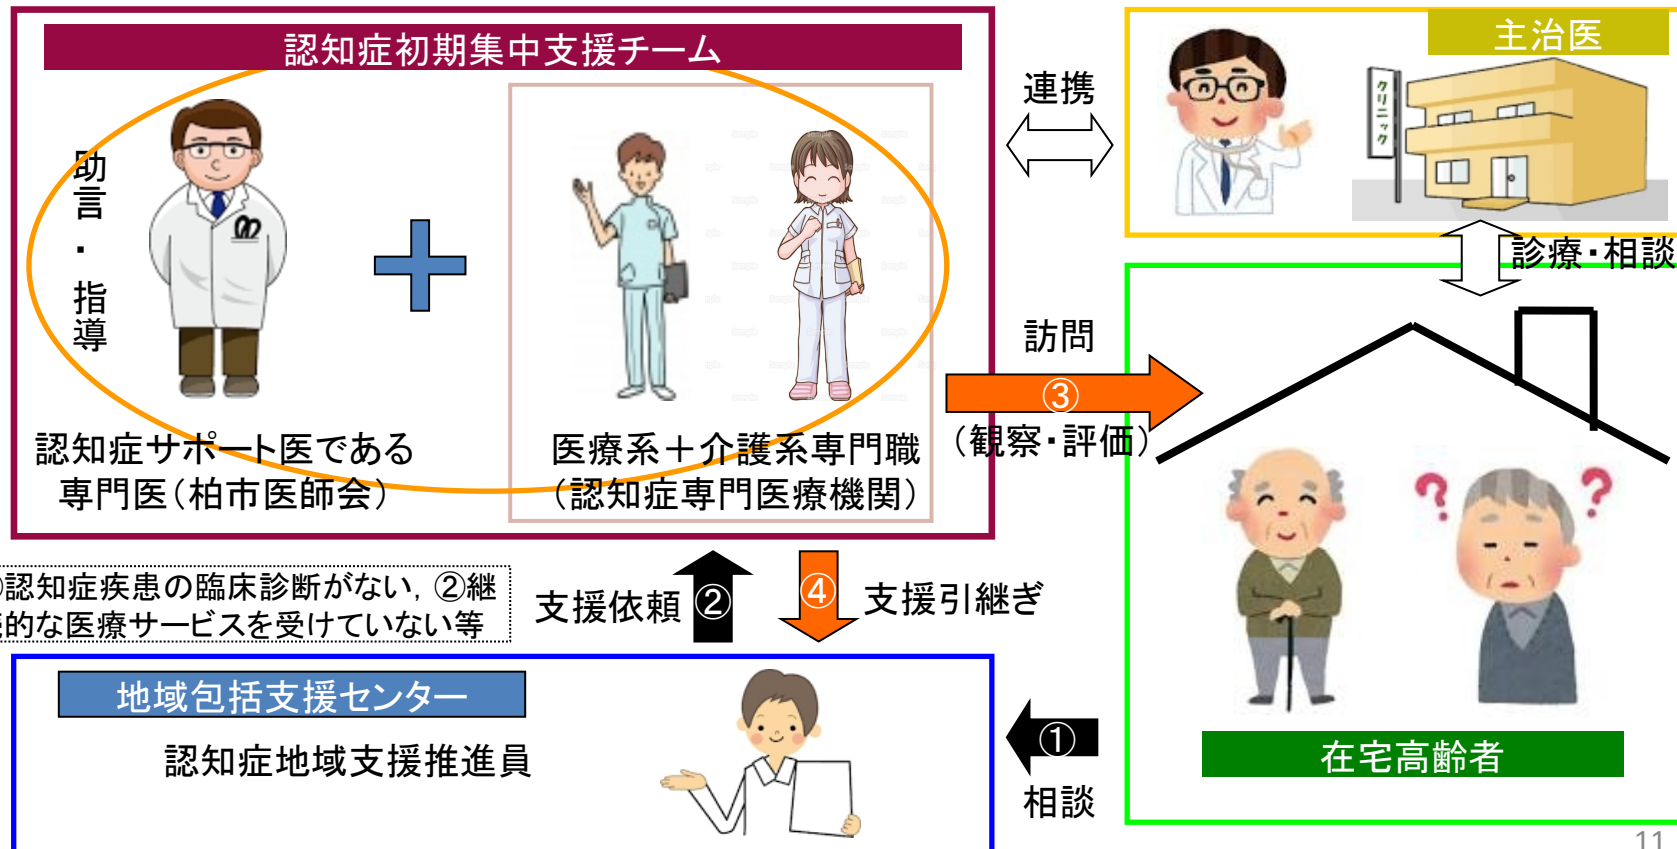 認知症初期集中支援チーム
助言・指導
認知症サポート医である
専門医(柏市医師会)
医療系+介護系専門職
(認知症専門医療機関)
連携
主治医
クリニック
診療・相談
訪問
③
(観察・評価)
認知症疾患の臨床診断がない,②継
的な医療サービスを受けていない等
支援依頼
②
④
支援引継ぎ
地域包括支援センター
認知症地域支援推進員
①
相談
在宅高齢者
11